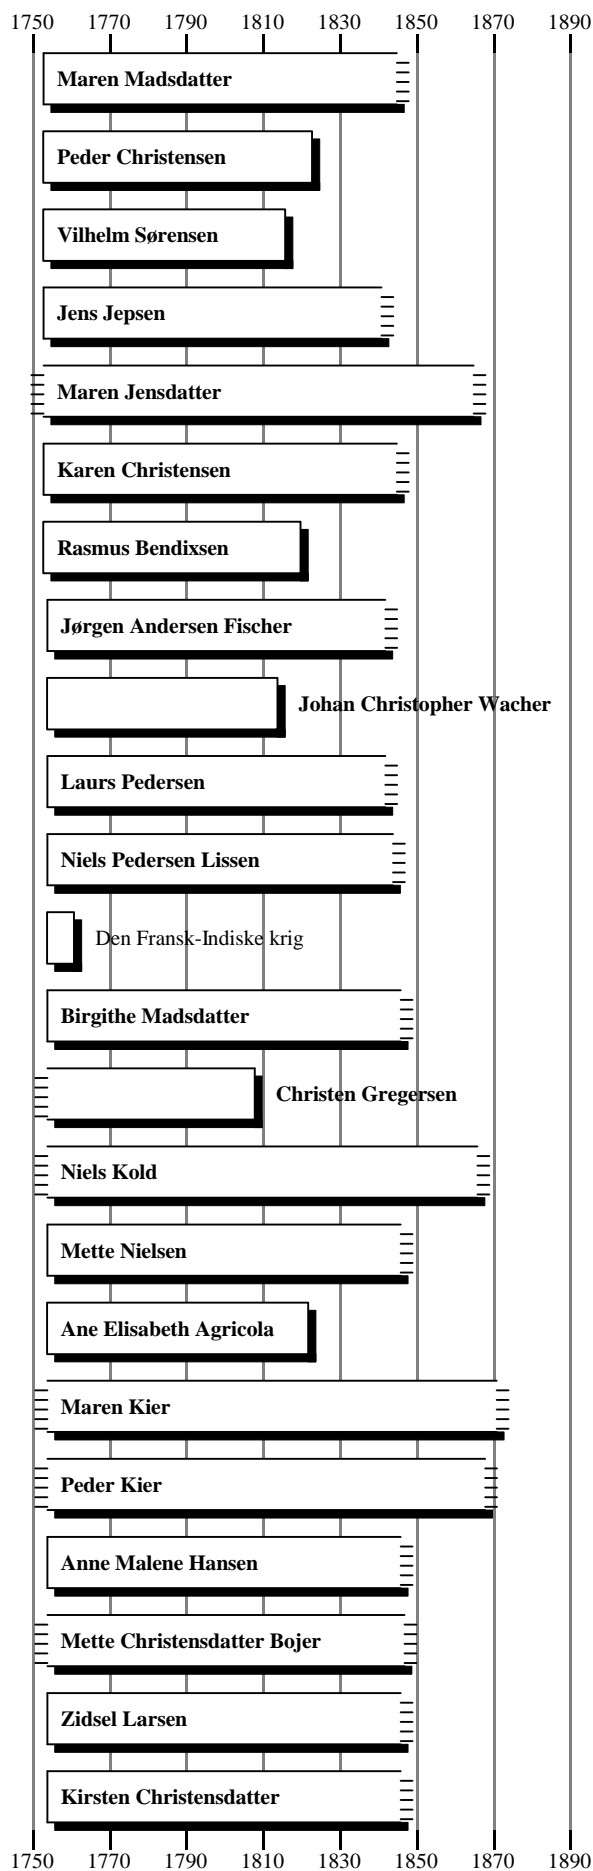 1750 1770 1790 1810 1830 1850 1870 1890
Maren Madsdatter
Peder Christensen
Vilhelm Sørensen
Jens Jepsen
Maren Jensdatter
Karen Christensen
Rasmus Bendixsen
Jørgen Andersen Fischer
Johan Christopher Wacher
Laurs Pedersen
Niels Pedersen Lissen
Den Fransk-Indiske krig
Birgithe Madsdatter
Christen Gregersen
Niels Kold
Mette Nielsen
Ane Elisabeth Agricola
Maren Kier
Peder Kier
Anne Malene Hansen
Mette Christensdatter Bojer
Zidsel Larsen
Kirsten Christensdatter
1750 1770 1790 1810 1830 1850 1870 1890